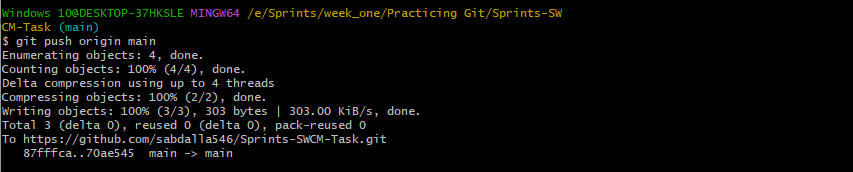 Windows 10@DESKTOP-37HKSLE MINGW64 /e/Sprints/week_one/Practicing Git/Sprints-SW
CM-Task (main)
$ git push origin main
Enumerating objects: 4, done.
Counting objects: 100% (4/4), done.
Delta compression using up to 4 threads
Compressing objects: 100% (2/2), done.
Writing objects: 100% (3/3), 303 bytes | 303.00 KiB/s, done.
Total 3 (delta 0), reused 0 (delta 0), pack-reused 0
To https://github.com/sabdalla546/Sprints-SWCM-Task.git
   87fffca..70ae545  main -> main